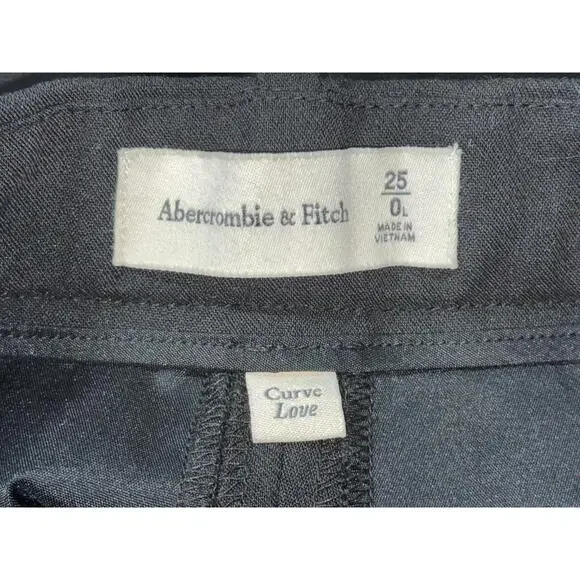 Abercrombie & Fitch
25
0L
MADE IN
VIETNAM
Curve
Love